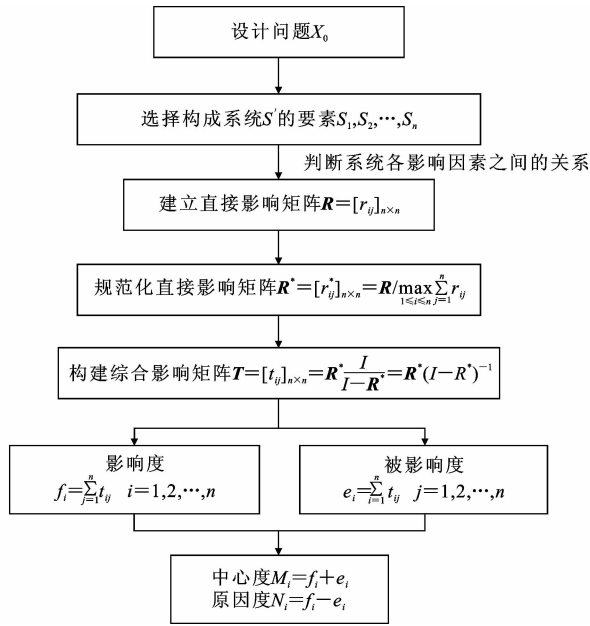 设计问题X₀
选择构成系统S′的要素S₁,S₂,…,Sₙ
判断系统各影响因素之间的关系
建立直接影响矩阵R=[rᵢⱼ]ₙ×ₙ
规范化直接影响矩阵R*=[r*ᵢⱼ]ₙ×ₙ=R/max_{1≤i≤n}∑_{j=1}^{n}rᵢⱼ
构建综合影响矩阵T=[tᵢⱼ]ₙ×ₙ=R* I/(I−R*)=R*(I−R*)⁻¹
影响度
fᵢ=∑_{j=1}^{n}tᵢⱼ i=1,2,…,n
被影响度
eᵢ=∑_{i=1}^{n}tᵢⱼ j=1,2,…,n
中心度Mᵢ=fᵢ+eᵢ
原因度Nᵢ=fᵢ−eᵢ